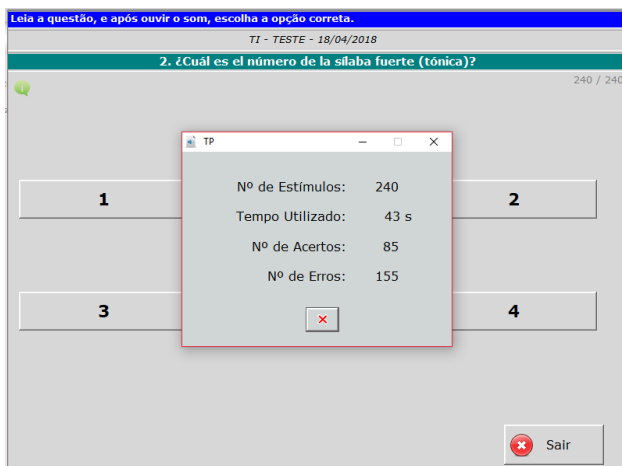 Leia a questão, e após ouvir o som, escolha a opção correta.
TI - TESTE - 18/04/2018
2. ¿Cuál es el número de la sílaba fuerte (tónica)?
240 / 240
TP
1
2
Nº de Estímulos: 240
Tempo Utilizado: 43 s
Nº de Acertos: 85
Nº de Erros: 155
3
4
Sair